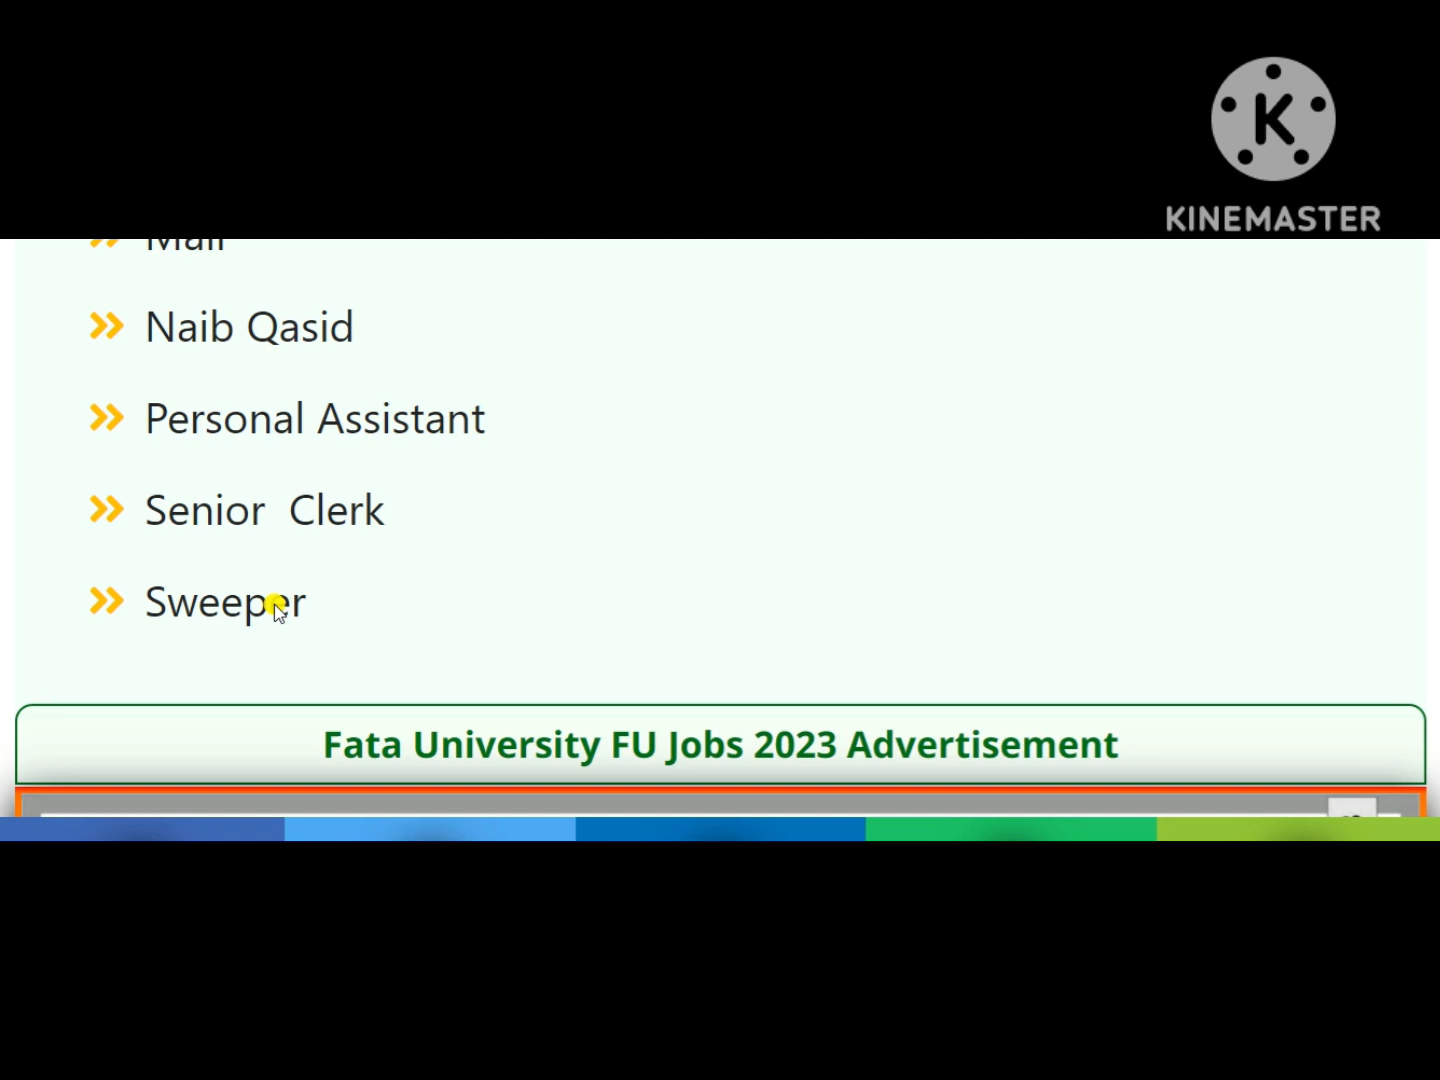 K
KINEMASTER
Naib Qasid
Personal Assistant
Senior  Clerk
Sweeper
Fata University FU Jobs 2023 Advertisement